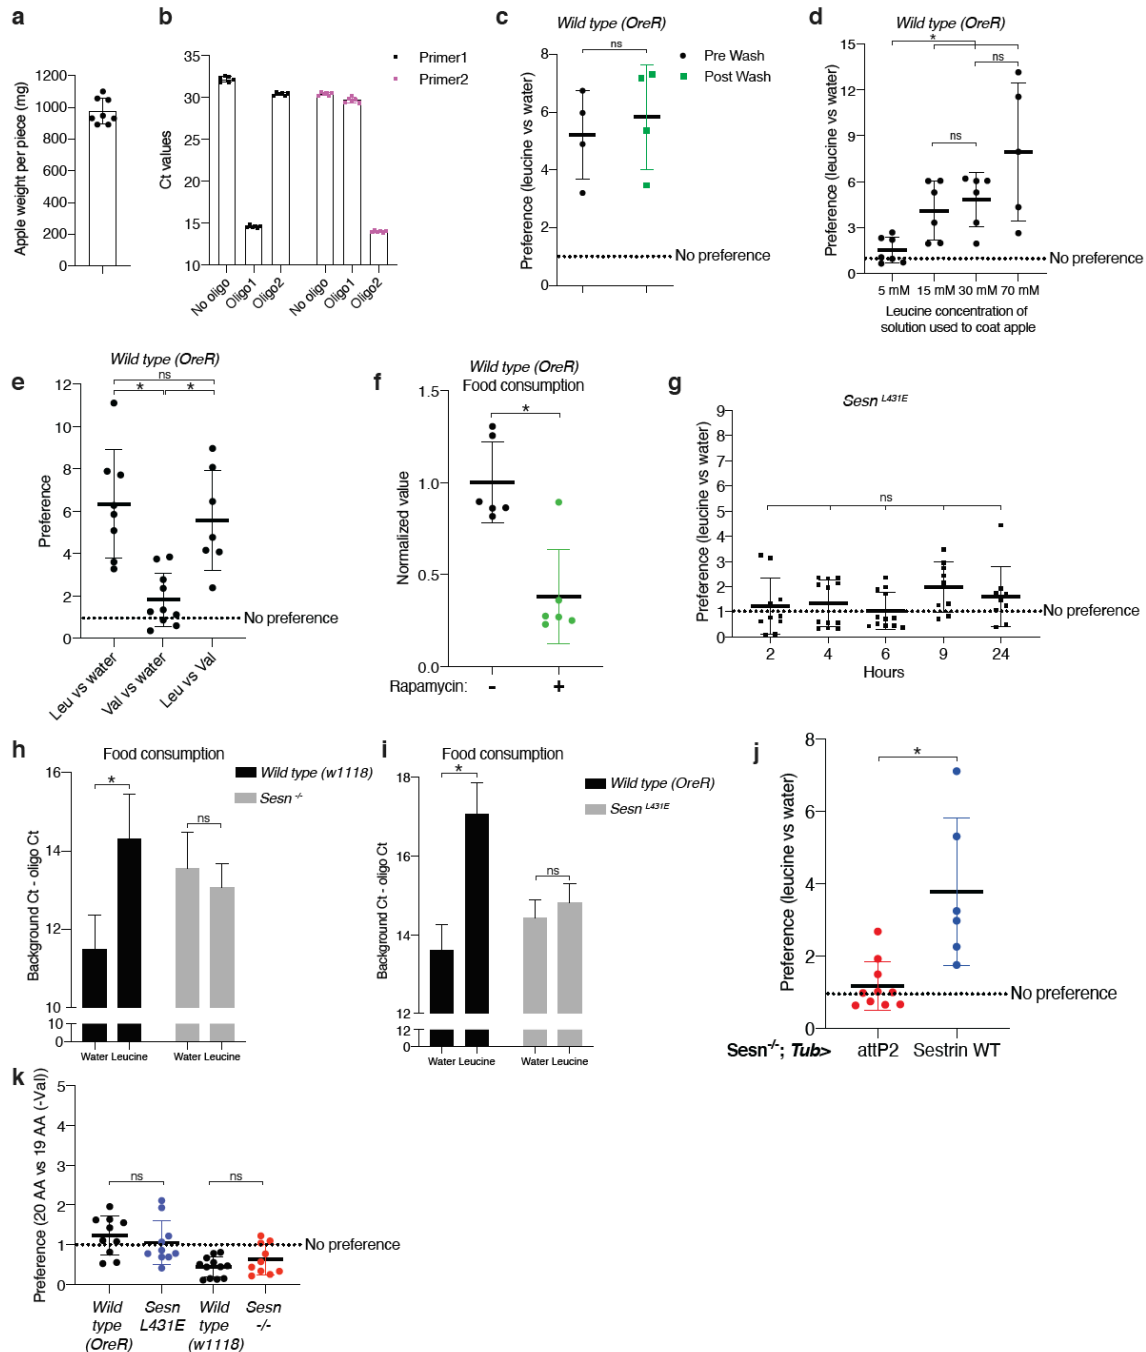 a
Apple weight per piece (mg)
1200
1000
800
600
400
200
0
b
Ct values
35
30
25
20
15
10
Primer1
Primer2
No oligo
Oligo1
Oligo2
No oligo
Oligo1
Oligo2
c
Wild type (OreR)
Preference (leucine vs water)
8
6
4
2
0
ns
Pre Wash
Post Wash
No preference
d
Wild type (OreR)
Preference (leucine vs water)
15
12
9
6
3
0
*
ns
ns
No preference
5 mM 15 mM 30 mM 70 mM
Leucine concentration of
solution used to coat apple
e
Wild type (OreR)
Preference
12
10
8
6
4
2
0
ns
* *
No preference
Leu vs water
Val vs water
Leu vs Val
f
Wild type (OreR)
Food consumption
Normalized value
1.5
1.0
0.5
0.0
*
Rapamycin: - +
g
Sesn L431E
Preference (leucine vs water)
9
8
7
6
5
4
3
2
1
0
ns
No preference
2 4 6 9 24
Hours
h
Food consumption
Background Ct - oligo Ct
16
14
12
10
10
0
*
ns
Wild type (w1118)
Sesn -/-
Water Leucine Water Leucine
i
Food consumption
Background Ct - oligo Ct
18
16
14
12
12
0
*
ns
Wild type (OreR)
Sesn L431E
Water Leucine Water Leucine
j
Preference (leucine vs water)
8
6
4
2
0
*
No preference
Sesn-/-; Tub> attP2 Sestrin WT
k
Preference (20 AA vs 19 AA (-Val))
5
4
3
2
1
0
ns
ns
No preference
Wild
type
(OreR)
Sesn
L431E
Wild
type
(w1118)
Sesn
-/-